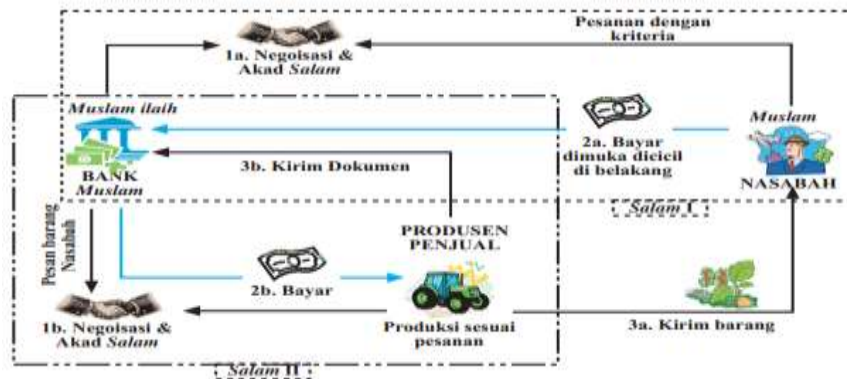 Pesanan dengan
kriteria
1a. Negoisasi &
Akad Salam
Muslam ilaih
BANK
Muslam
2a. Bayar
dimuka dicicil
di belakang
Muslam
NASABAH
3b. Kirim Dokumen
Salam I
Pesan barang
Nasabah
PRODUSEN
PENJUAL
2b. Bayar
1b. Negoisasi &
Akad Salam
Produksi sesuai
pesanan
3a. Kirim barang
Salam II